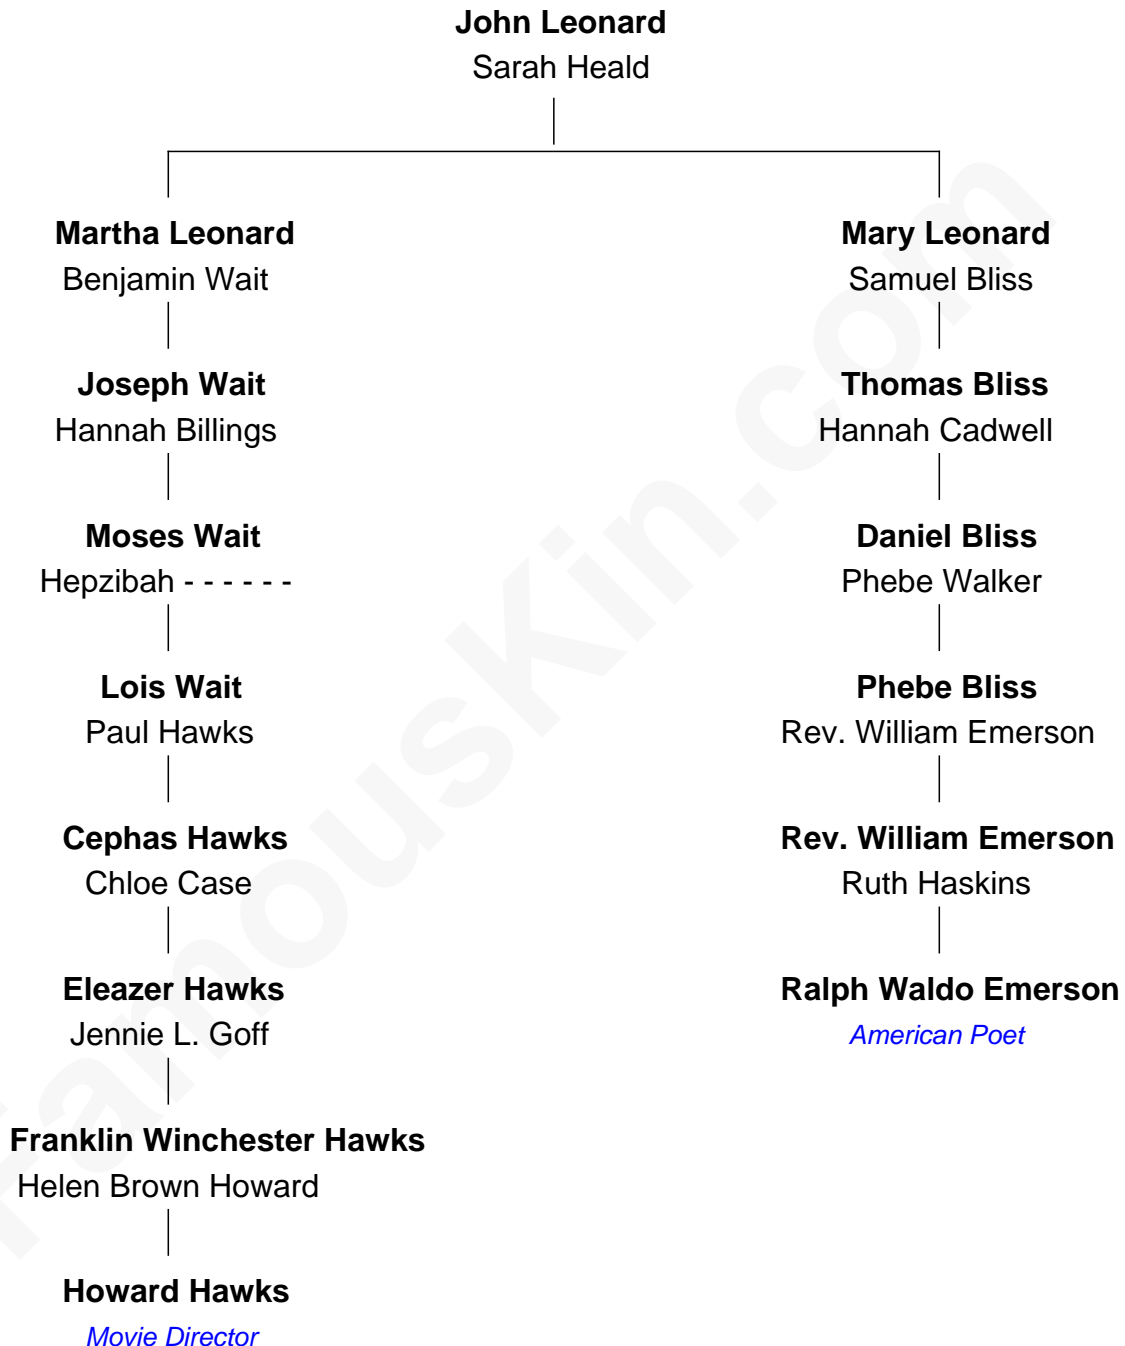 John Leonard
Sarah Heald
Martha Leonard
Benjamin Wait
Mary Leonard
Samuel Bliss
Joseph Wait
Hannah Billings
Thomas Bliss
Hannah Cadwell
Moses Wait
Hepzibah - - - - - -
Daniel Bliss
Phebe Walker
Lois Wait
Paul Hawks
Phebe Bliss
Rev. William Emerson
Cephas Hawks
Chloe Case
Rev. William Emerson
Ruth Haskins
Eleazer Hawks
Jennie L. Goff
Ralph Waldo Emerson
American Poet
Franklin Winchester Hawks
Helen Brown Howard
Howard Hawks
Movie Director
FamousKin.com